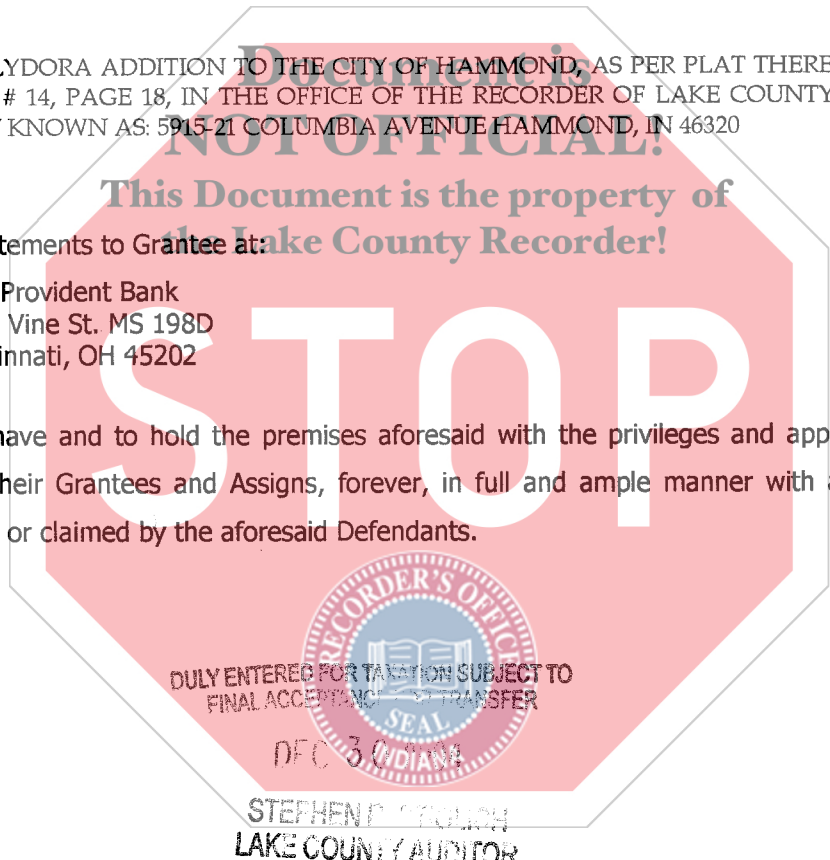 Document is
YDORA ADDITION TO THE CITY OF HAMMOND, AS PER PLAT THERE
# 14, PAGE 18, IN THE OFFICE OF THE RECORDER OF LAKE COUNTY
KNOWN AS: 5915-21 COLUMBIA AVENUE HAMMOND, IN 46320
NOT OFFICIAL!
This Document is the property of
the Lake County Recorder!
tements to Grantee at:
Provident Bank
Vine St. MS 198D
innati, OH 45202
STOP
have and to hold the premises aforesaid with the privileges and app
heir Grantees and Assigns, forever, in full and ample manner with a
or claimed by the aforesaid Defendants.
RECORDER'S OFFICE
SEAL
INDIANA
DULY ENTERED FOR TAXATION SUBJECT TO
FINAL ACCEPTANCE FOR TRANSFER
DEC 30
STEPHEN
LAKE COUNTY AUDITOR